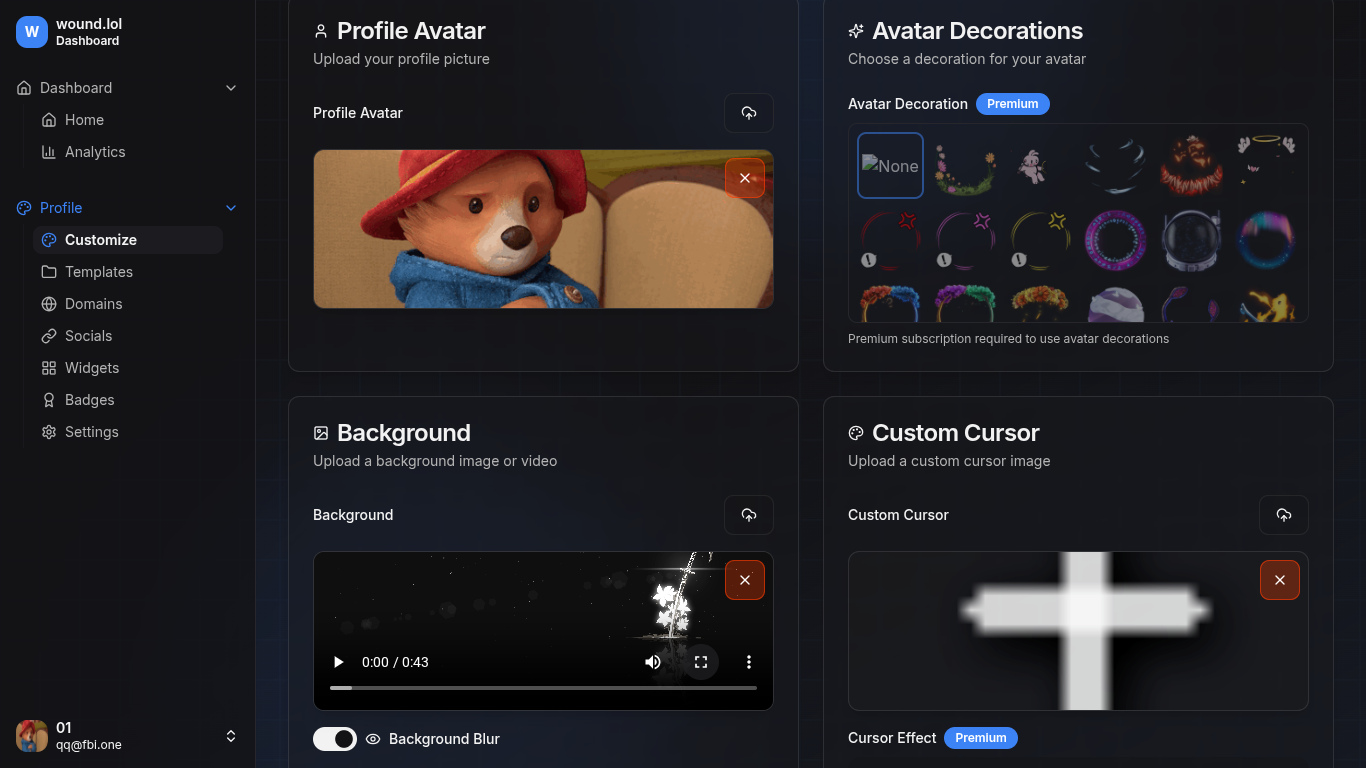 W
wound.lol
Dashboard
Dashboard
Home
Analytics
Profile
Customize
Templates
Domains
Socials
Widgets
Badges
Settings
01
qq@fbi.one
Profile Avatar
Upload your profile picture
Profile Avatar
Avatar Decorations
Choose a decoration for your avatar
Avatar Decoration Premium
None
Premium subscription required to use avatar decorations
Background
Upload a background image or video
Background
0:00 / 0:43
Background Blur
Custom Cursor
Upload a custom cursor image
Custom Cursor
Cursor Effect Premium